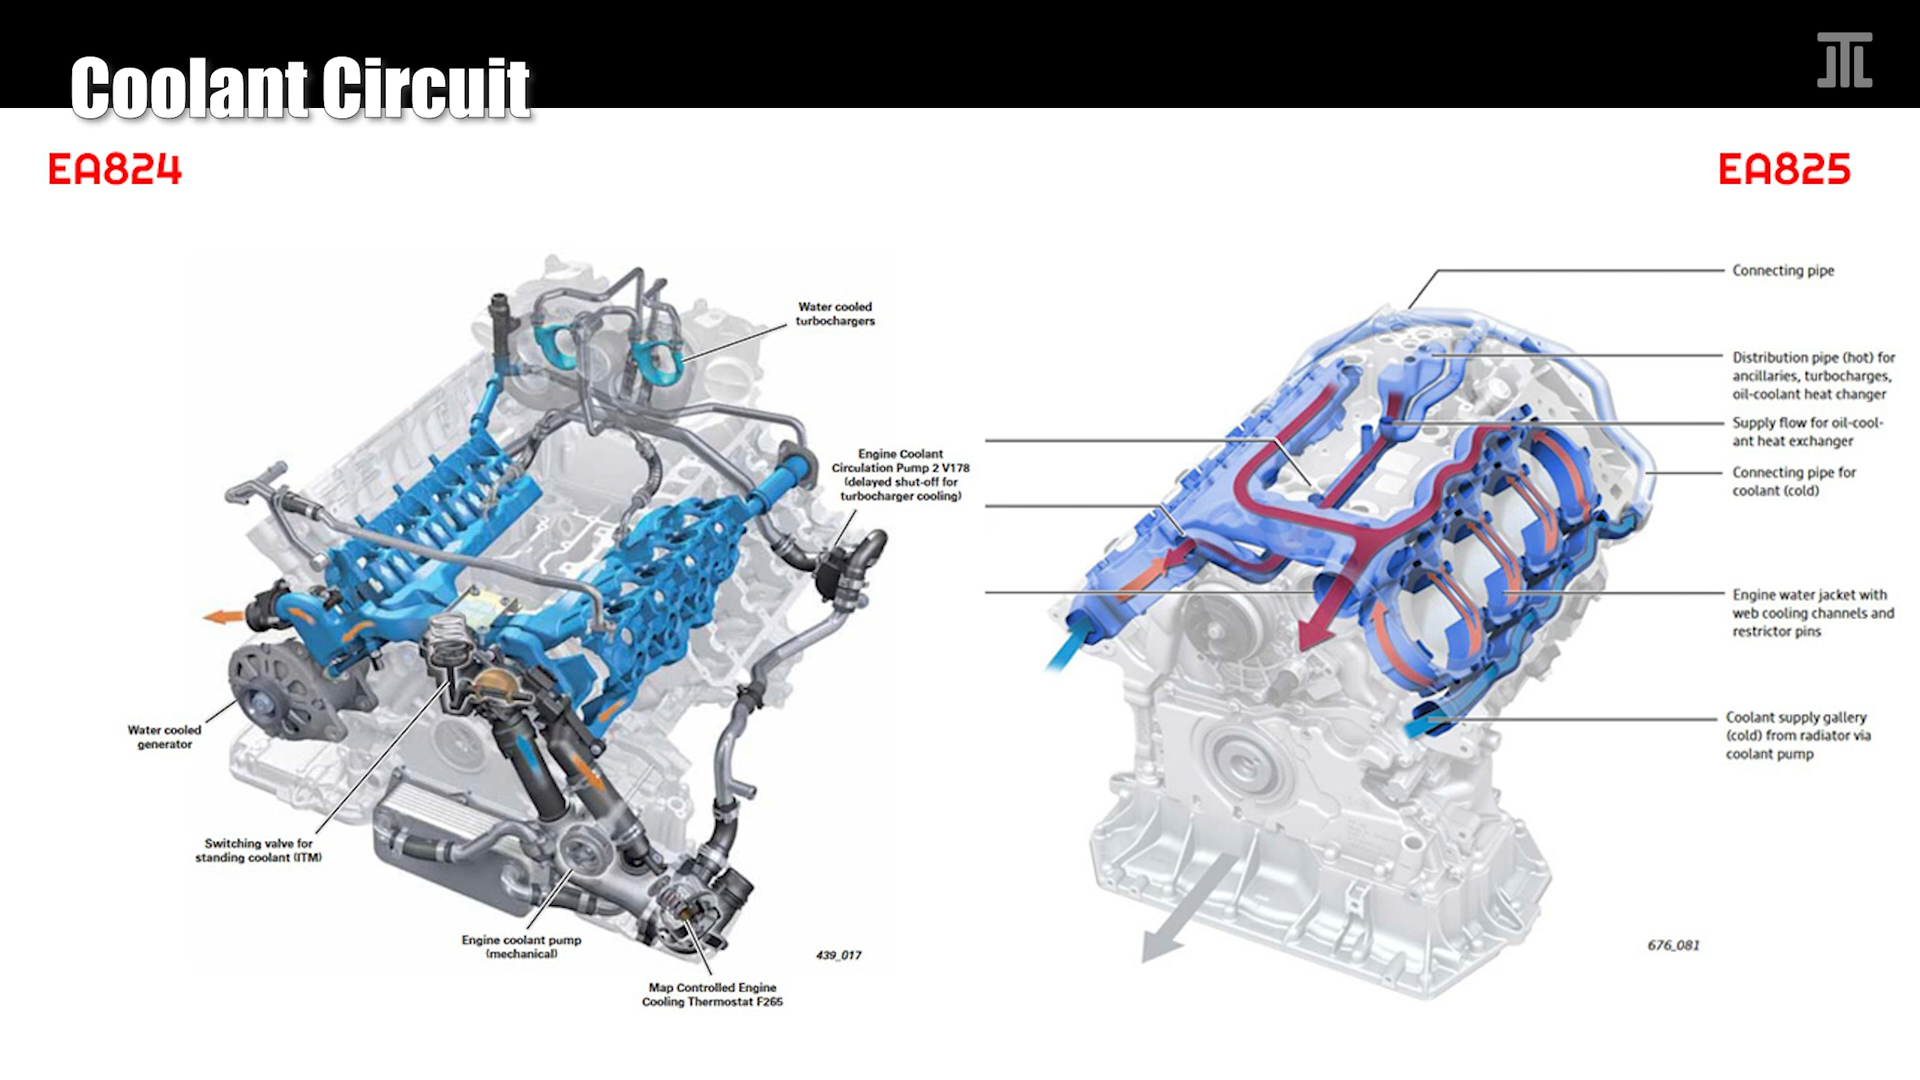 Coolant Circuit
JTL
EA824
EA825
Water cooled
turbochargers
Engine Coolant
Circulation Pump 2 V178
(delayed shut-off for
turbocharger cooling)
Water cooled
generator
Switching valve for
standing coolant (ITM)
Engine coolant pump
(mechanical)
439_017
Map Controlled Engine
Cooling Thermostat F265
Connecting pipe
Distribution pipe (hot) for
ancillaries, turbocharges,
oil-coolant heat changer
Supply flow for oil-cool-
ant heat exchanger
Connecting pipe for
coolant (cold)
Engine water jacket with
web cooling channels and
restrictor pins
Coolant supply gallery
(cold) from radiator via
coolant pump
676_081